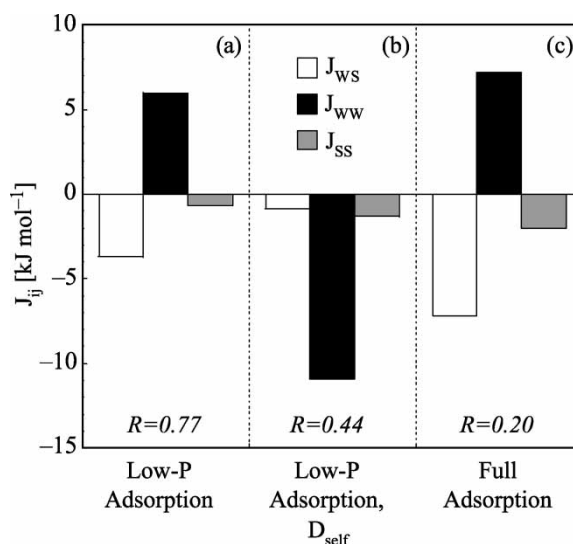 10
5
0
−5
−10
−15
J_ij [kJ mol⁻¹]
(a)
(b)
(c)
J_WS
J_WW
J_SS
R=0.77
R=0.44
R=0.20
Low-P
Adsorption
Low-P
Adsorption,
D_self
Full
Adsorption